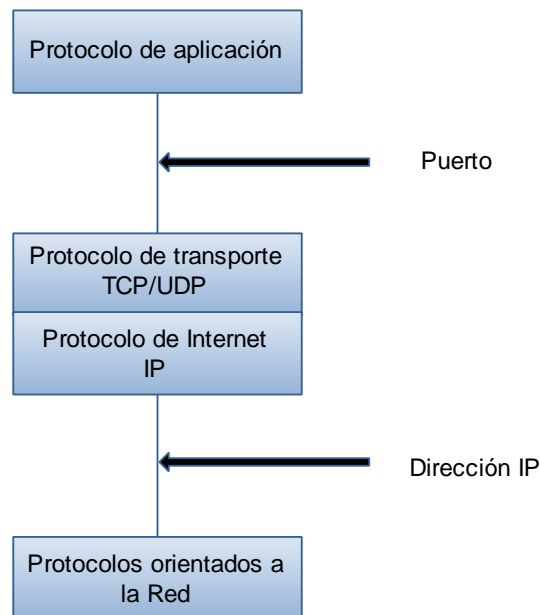 Protocolo de aplicación
Puerto
Protocolo de transporte
TCP/UDP
Protocolo de Internet
IP
Dirección IP
Protocolos orientados a
la Red